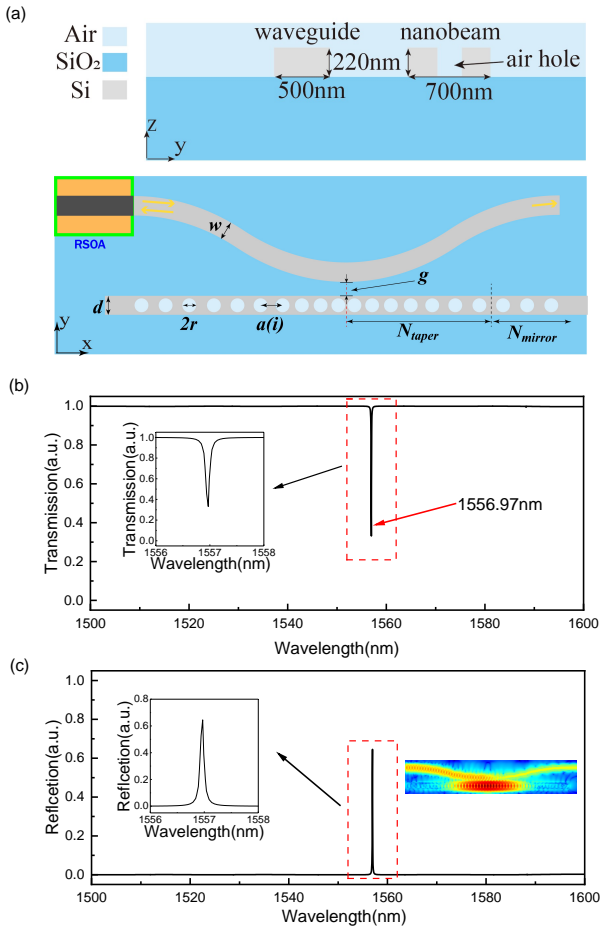 (a)
Air
SiO₂
Si
waveguide
nanobeam
220nm
air hole
500nm
700nm
z
y
RSOA
w
g
d
2r
a(i)
N_taper
N_mirror
y
x
(b)
Transmission(a.u.)
1.0
0.8
0.6
0.4
0.2
0.0
1500
1520
1540
1560
1580
1600
Wavelength(nm)
Transmission(a.u.)
1.0
0.8
0.6
0.4
0.2
0.0
1556
1557
1558
Wavelength(nm)
1556.97nm
(c)
Reflcetion(a.u.)
1.0
0.8
0.6
0.4
0.2
0.0
1500
1520
1540
1560
1580
1600
Wavelength(nm)
Reflcetion(a.u.)
0.8
0.6
0.4
0.2
0.0
1556
1557
1558
Wavelength(nm)